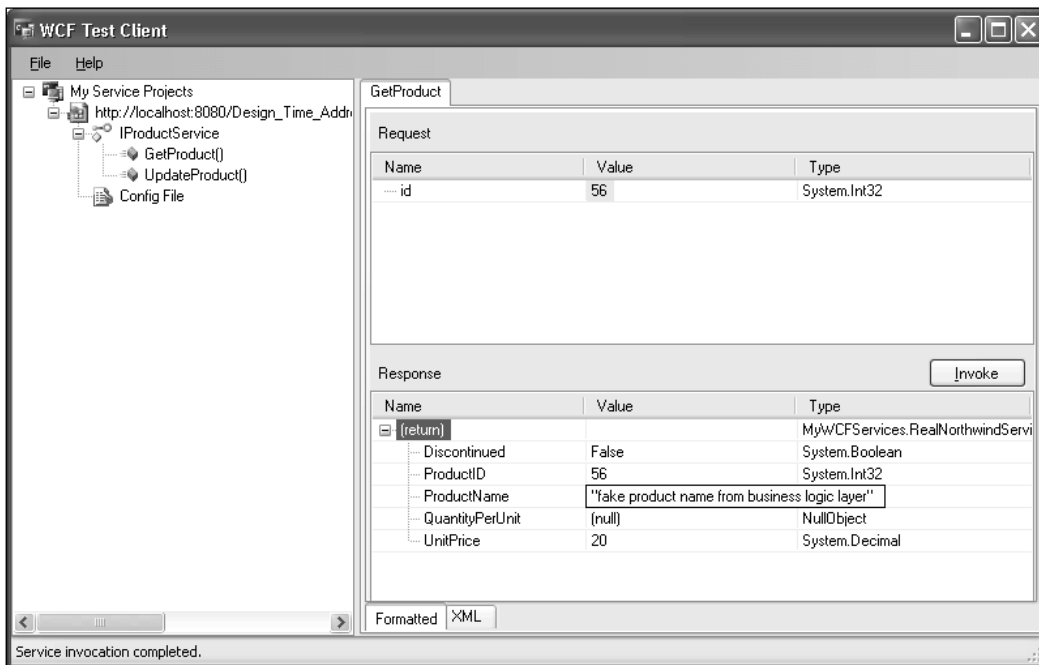 WCF Test Client
File Help
My Service Projects
http://localhost:8080/Design_Time_Addr
IProductService
GetProduct()
UpdateProduct()
Config File
GetProduct
Request
Name Value Type
id 56 System.Int32
Response Invoke
Name Value Type
(return) MyWCFServices.RealNorthwindServi
Discontinued False System.Boolean
ProductID 56 System.Int32
ProductName "fake product name from business logic layer"
QuantityPerUnit (null) NullObject
UnitPrice 20 System.Decimal
Formatted XML
Service invocation completed.